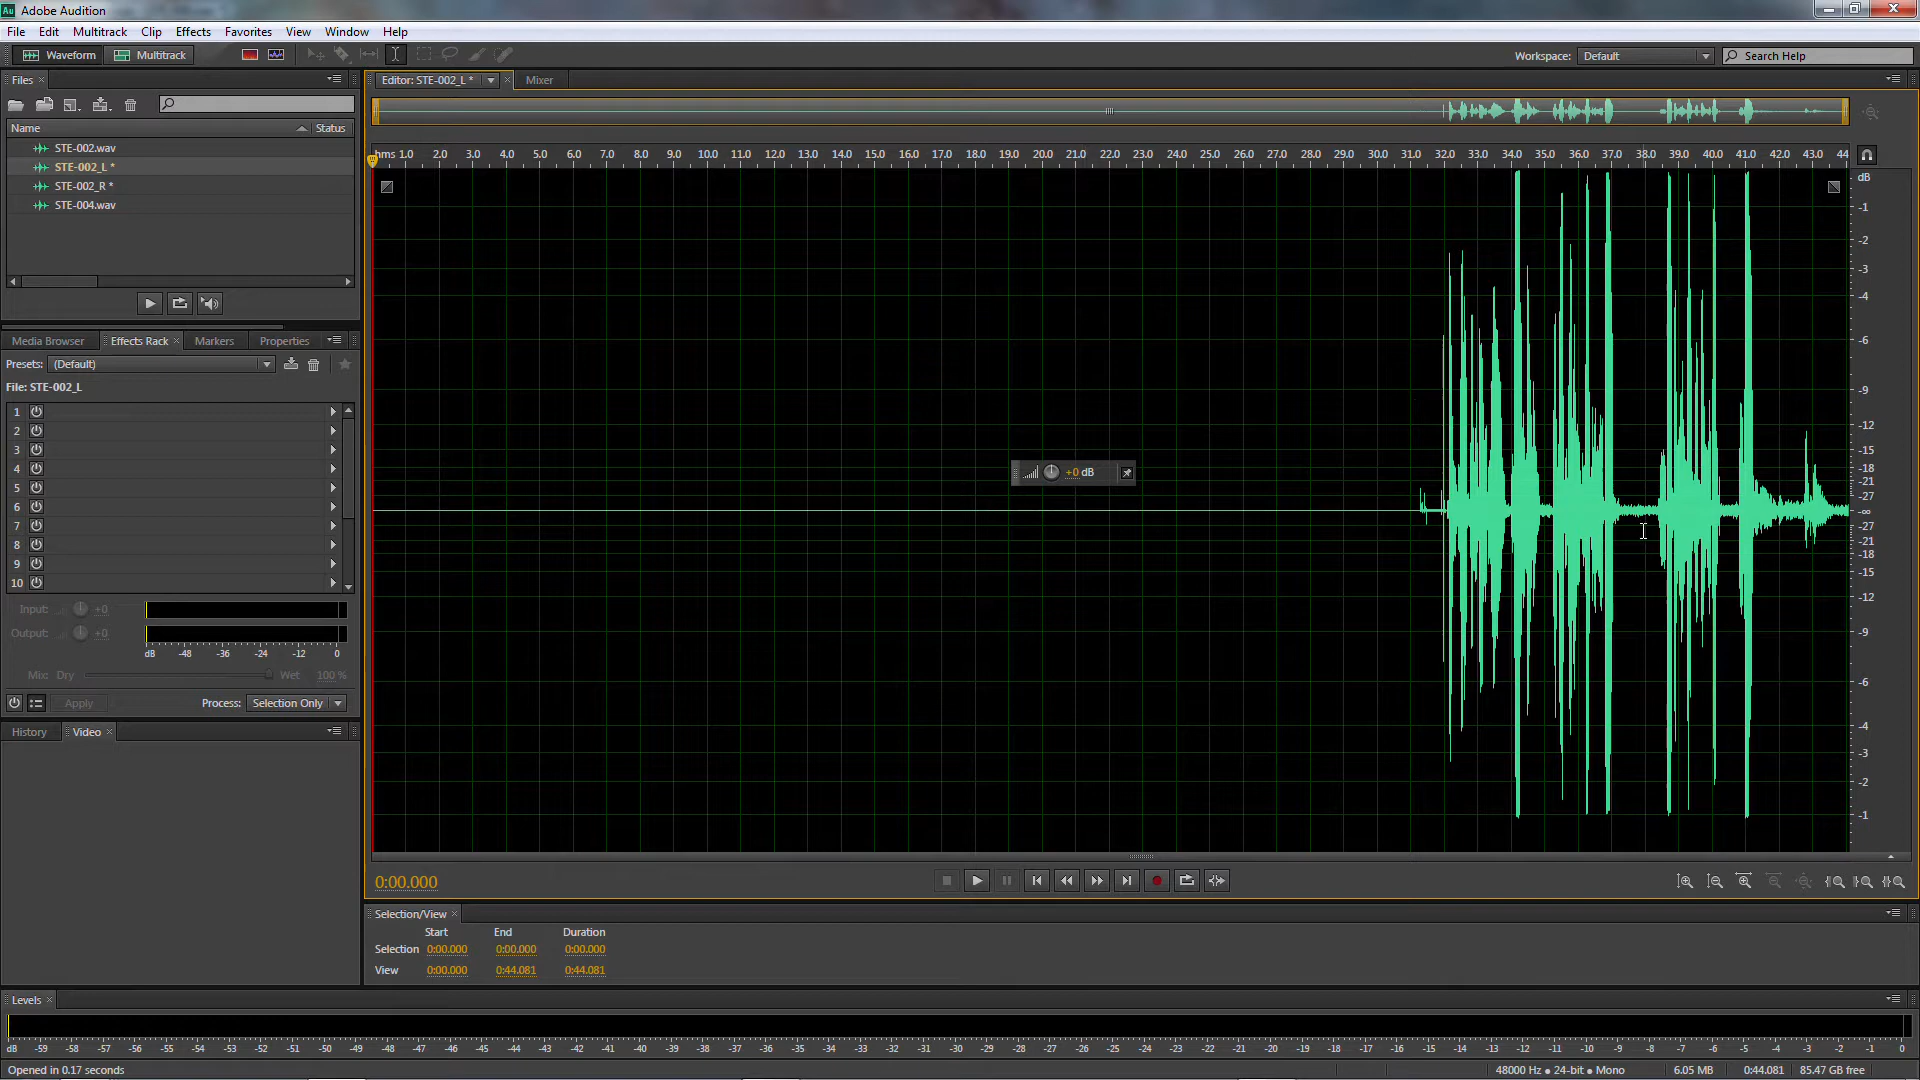 Au Adobe Audition
File Edit Multitrack Clip Effects Favorites View Window Help
Waveform Multitrack Workspace: Default Search Help
Files
Name Status
STE-002.wav
STE-002_L *
STE-002_R *
STE-004.wav
Media Browser Effects Rack Markers Properties
Presets: (Default)
File: STE-002_L
1
2
3
4
5
6
7
8
9
10
Input: +0
Output: +0
dB -48 -36 -24 -12 0
Mix: Dry Wet 100 %
Apply Process: Selection Only
History Video
Editor: STE-002_L * Mixer
hms 1.0 2.0 3.0 4.0 5.0 6.0 7.0 8.0 9.0 10.0 11.0 12.0 13.0 14.0 15.0 16.0 17.0 18.0 19.0 20.0 21.0 22.0 23.0 24.0 25.0 26.0 27.0 28.0 29.0 30.0 31.0 32.0 33.0 34.0 35.0 36.0 37.0 38.0 39.0 40.0 41.0 42.0 43.0 44
dB
-1
-2
-3
-4
-6
-9
-12
-15
-18
-21
-27
-∞
-27
-21
-18
-15
-12
-9
-6
-4
-3
-2
-1
+0 dB
0:00.000
Selection/View
Start End Duration
Selection 0:00.000 0:00.000 0:00.000
View 0:00.000 0:44.081 0:44.081
Levels
dB -59 -58 -57 -56 -55 -54 -53 -52 -51 -50 -49 -48 -47 -46 -45 -44 -43 -42 -41 -40 -39 -38 -37 -36 -35 -34 -33 -32 -31 -30 -29 -28 -27 -26 -25 -24 -23 -22 -21 -20 -19 -18 -17 -16 -15 -14 -13 -12 -11 -10 -9 -8 -7 -6 -5 -4 -3 -2 -1 0
Opened in 0.17 seconds 48000 Hz ● 24-bit ● Mono 6.05 MB 0:44.081 85.47 GB free